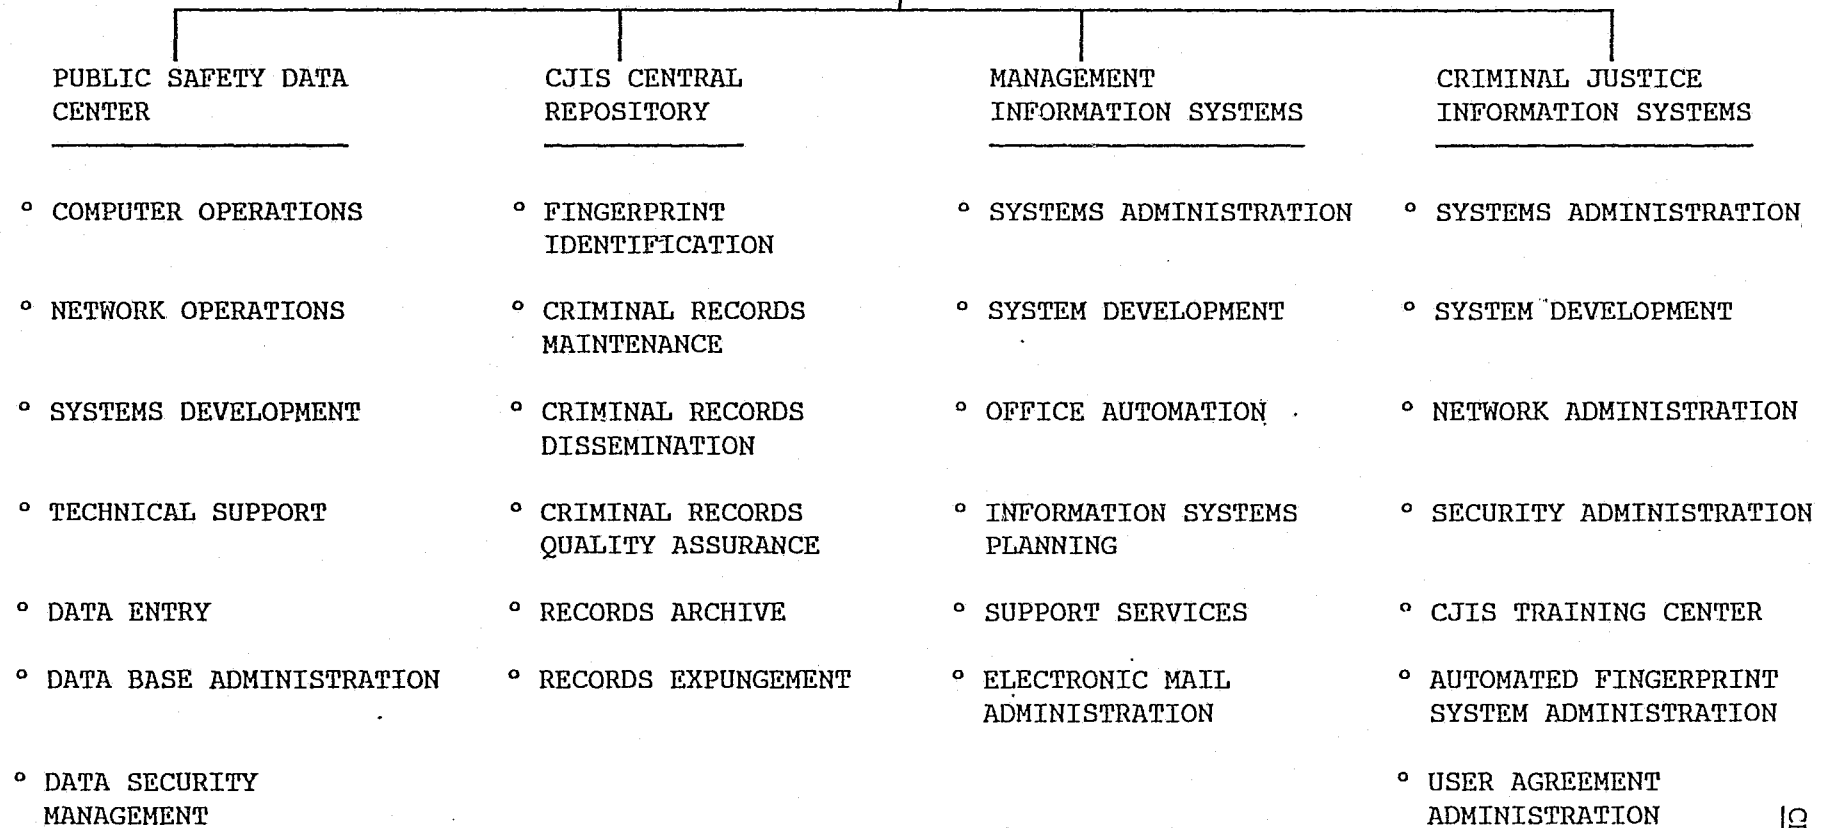 PUBLIC SAFETY DATA
CENTER
° COMPUTER OPERATIONS
° NETWORK OPERATIONS
° SYSTEMS DEVELOPMENT
° TECHNICAL SUPPORT
° DATA ENTRY
° DATA BASE ADMINISTRATION
° DATA SECURITY
MANAGEMENT
CJIS CENTRAL
REPOSITORY
° FINGERPRINT
IDENTIFICATION
° CRIMINAL RECORDS
MAINTENANCE
° CRIMINAL RECORDS
DISSEMINATION
° CRIMINAL RECORDS
QUALITY ASSURANCE
° RECORDS ARCHIVE
° RECORDS EXPUNGEMENT
MANAGEMENT
INFORMATION SYSTEMS
° SYSTEMS ADMINISTRATION
° SYSTEM DEVELOPMENT
° OFFICE AUTOMATION
° INFORMATION SYSTEMS
PLANNING
° SUPPORT SERVICES
° ELECTRONIC MAIL
ADMINISTRATION
CRIMINAL JUSTICE
INFORMATION SYSTEMS
° SYSTEMS ADMINISTRATION
° SYSTEM DEVELOPMENT
° NETWORK ADMINISTRATION
° SECURITY ADMINISTRATION
° CJIS TRAINING CENTER
° AUTOMATED FINGERPRINT
SYSTEM ADMINISTRATION
° USER AGREEMENT
ADMINISTRATION